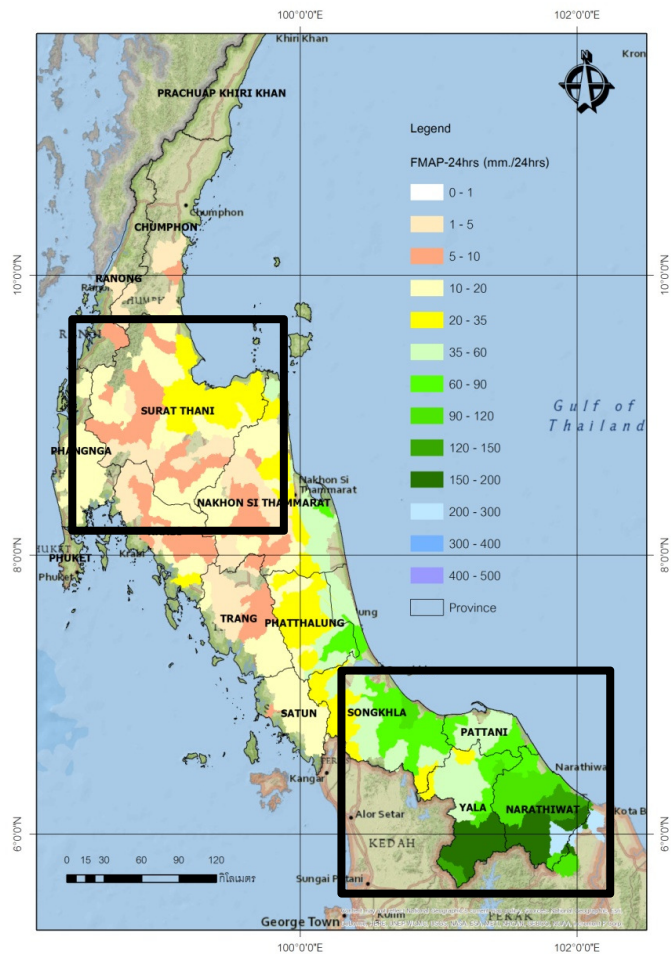 100°0'0"E
102°0'0"E
Khiri Khan
Kron
PRACHUAP KHIRI KHAN
Legend
FMAP-24hrs (mm./24hrs)
0 - 1
1 - 5
5 - 10
10 - 20
20 - 35
35 - 60
60 - 90
90 - 120
120 - 150
150 - 200
200 - 300
300 - 400
400 - 500
Province
Chumphon
CHUMPHON
10°0'0"N
10°0'0"N
RANONG
SURAT THANI
Gulf of
Thailand
PHANGNGA
Nakhon Si
Thammarat
NAKHON SI THAMMARAT
8°0'0"N
8°0'0"N
PHUKET
Phuket
Krabi
TRANG
PHATTHALUNG
ung
SATUN
SONGKHLA
PATTANI
Kangar
Narathiwa
YALA
NARATHIWAT
Kota B
Alor Setar
6°0'0"N
6°0'0"N
KEDAH
0 15 30 60 90 120
กิโลเมตร
Sungai Petani
George Town
Kulim
PERAK
100°0'0"E
102°0'0"E